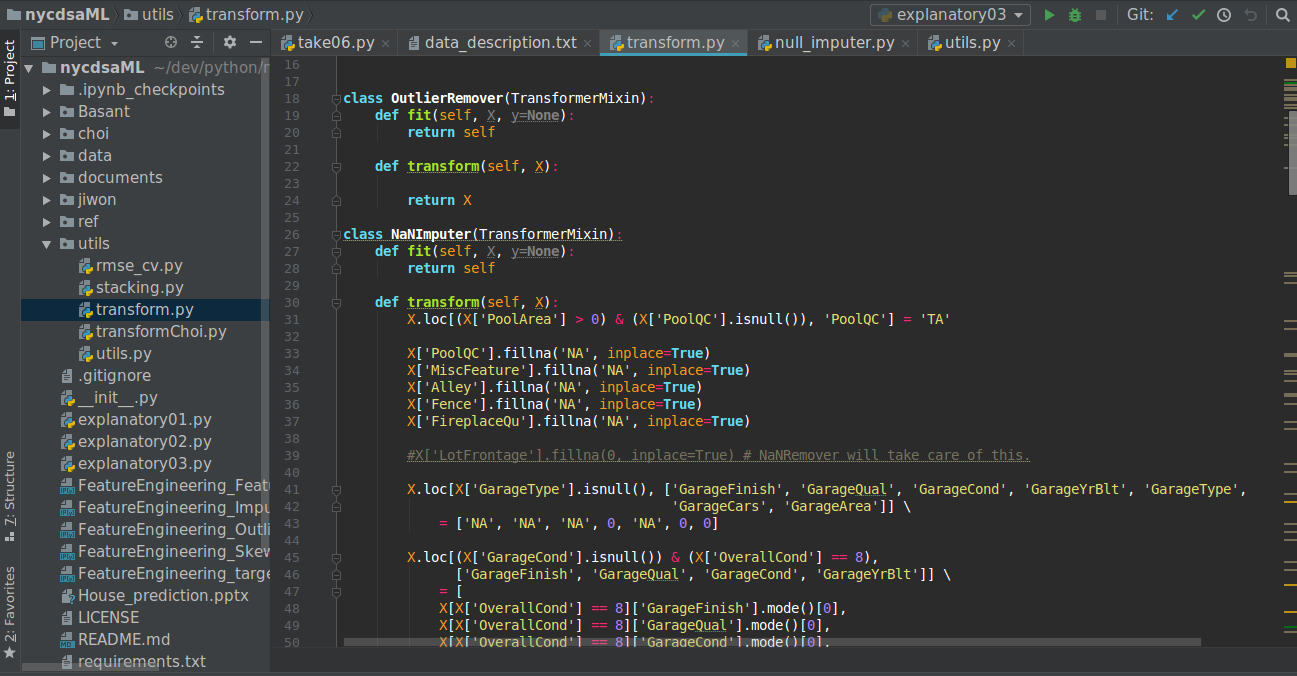 nycdsaML utils transform.py explanatory03 Git:
1: Project
7: Structure
2: Favorites
Project
nycdsaML ~/dev/python/
.ipynb_checkpoints
Basant
choi
data
documents
jiwon
ref
utils
rmse_cv.py
stacking.py
transform.py
transformChoi.py
utils.py
.gitignore
__init__.py
explanatory01.py
explanatory02.py
explanatory03.py
FeatureEngineering_Featu
FeatureEngineering_Impu
FeatureEngineering_Outli
FeatureEngineering_Skew
FeatureEngineering_targe
House_prediction.pptx
LICENSE
README.md
requirements.txt
take06.py data_description.txt transform.py null_imputer.py utils.py
16
17
18 class OutlierRemover(TransformerMixin):
19     def fit(self, X, y=None):
20         return self
21
22     def transform(self, X):
23
24         return X
25
26 class NaNImputer(TransformerMixin):
27     def fit(self, X, y=None):
28         return self
29
30     def transform(self, X):
31         X.loc[(X['PoolArea'] > 0) & (X['PoolQC'].isnull()), 'PoolQC'] = 'TA'
32
33         X['PoolQC'].fillna('NA', inplace=True)
34         X['MiscFeature'].fillna('NA', inplace=True)
35         X['Alley'].fillna('NA', inplace=True)
36         X['Fence'].fillna('NA', inplace=True)
37         X['FireplaceQu'].fillna('NA', inplace=True)
38
39         #X['LotFrontage'].fillna(0, inplace=True) # NaNRemover will take care of this.
40
41         X.loc[X['GarageType'].isnull(), ['GarageFinish', 'GarageQual', 'GarageCond', 'GarageYrBlt', 'GarageType',
42                                          'GarageCars', 'GarageArea']] \
43             = ['NA', 'NA', 'NA', 0, 'NA', 0, 0]
44
45         X.loc[(X['GarageCond'].isnull()) & (X['OverallCond'] == 8),
46               ['GarageFinish', 'GarageQual', 'GarageCond', 'GarageYrBlt']] \
47             = [
48             X[X['OverallCond'] == 8]['GarageFinish'].mode()[0],
49             X[X['OverallCond'] == 8]['GarageQual'].mode()[0],
50             X[X['OverallCond'] == 8]['GarageCond'].mode()[0],